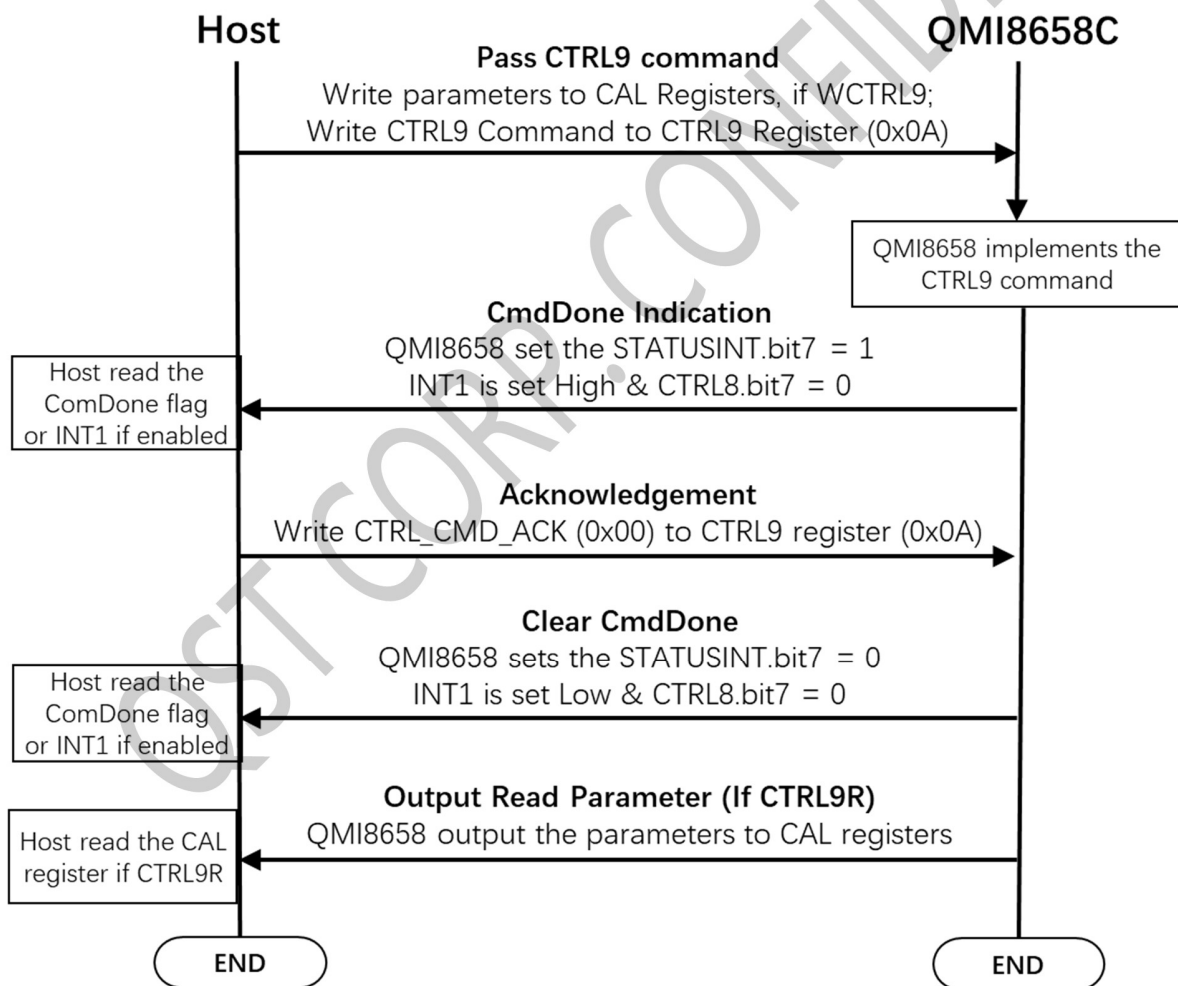 Host
QMI8658C
Pass CTRL9 command
Write parameters to CAL Registers, if WCTRL9;
Write CTRL9 Command to CTRL9 Register (0x0A)
QMI8658 implements the
CTRL9 command
CmdDone Indication
QMI8658 set the STATUSINT.bit7 = 1
INT1 is set High & CTRL8.bit7 = 0
Host read the
ComDone flag
or INT1 if enabled
Acknowledgement
Write CTRL_CMD_ACK (0x00) to CTRL9 register (0x0A)
Clear CmdDone
QMI8658 sets the STATUSINT.bit7 = 0
INT1 is set Low & CTRL8.bit7 = 0
Host read the
ComDone flag
or INT1 if enabled
Output Read Parameter (If CTRL9R)
QMI8658 output the parameters to CAL registers
Host read the CAL
register if CTRL9R
END
END
QST CORP.